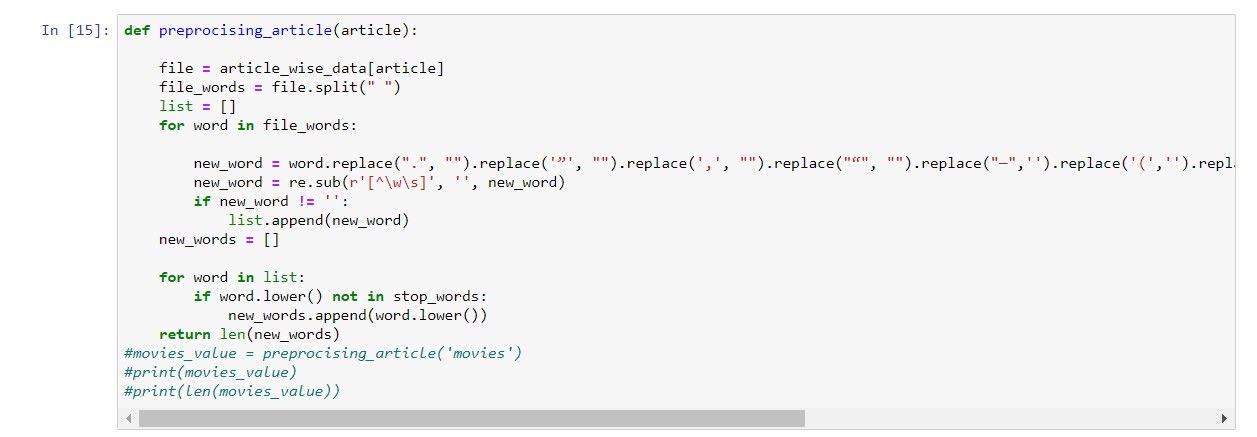 In [15]: def preprocising_article(article):
file = article_wise_data[article]
file_words = file.split(" ")
list = []
for word in file_words:
new_word = word.replace(".", "").replace('”', "").replace(',', "").replace("“", "").replace("—",'').replace('(','').repl
new_word = re.sub(r'[^\w\s]', '', new_word)
if new_word != '':
list.append(new_word)
new_words = []
for word in list:
if word.lower() not in stop_words:
new_words.append(word.lower())
return len(new_words)
#movies_value = preprocising_article('movies')
#print(movies_value)
#print(len(movies_value))